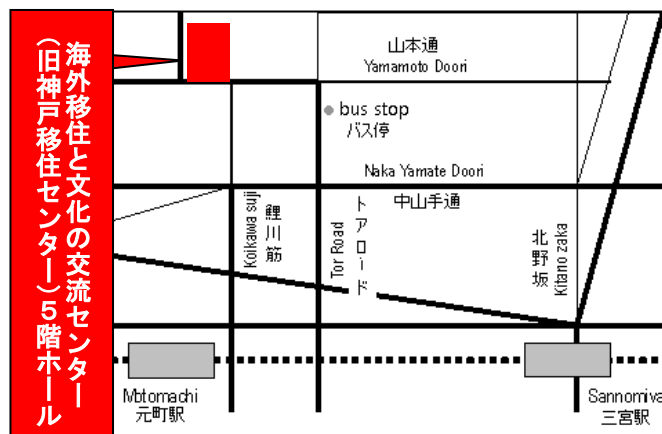 海外移住と文化の交流センター
（旧神戸移住センター）５階ホール
山本通
Yamamoto Doori
bus stop
バス停
Naka Yamate Doori
中山手通
Koikawa
jins
鯉川筋
Tor Road
トアロード
北野坂
Kitano zaka
Motomachi
元町駅
Sannomiya
三宮駅